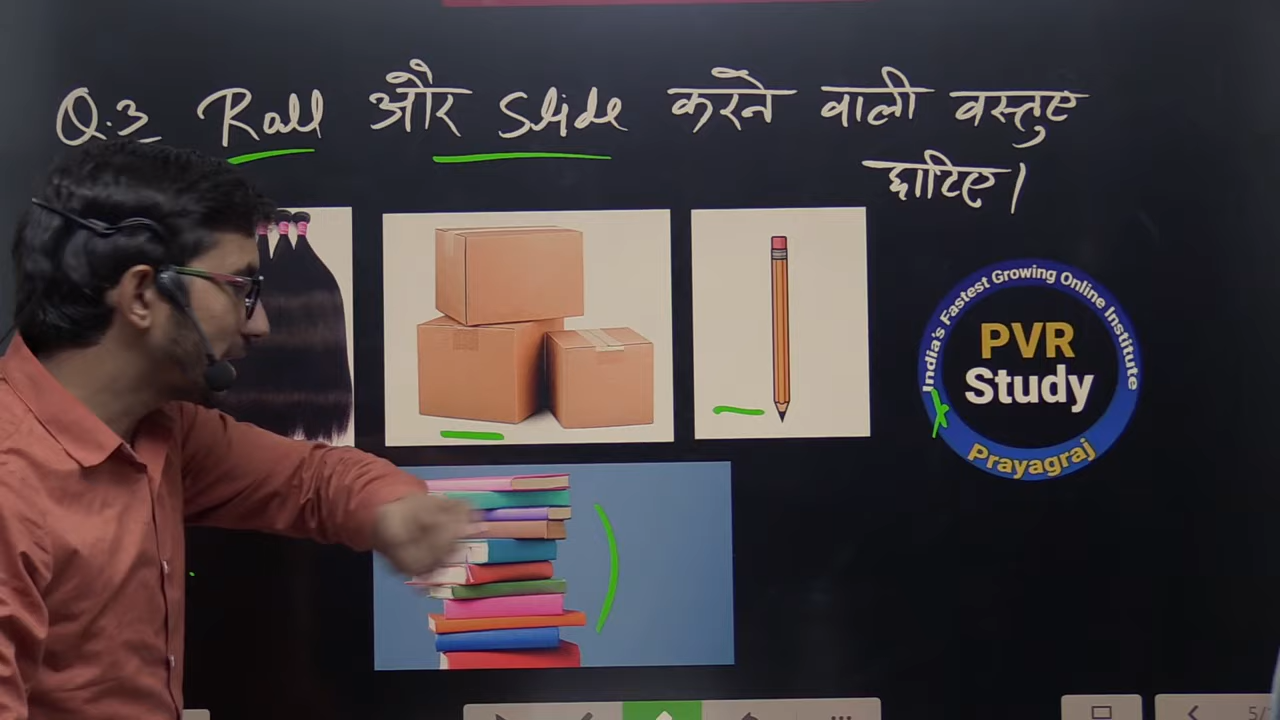 Q.3 Roll और Slide करने वाली वस्तुए
छाटिए।
India's Fastest Growing Online Institute
PVR
Study
Prayagraj